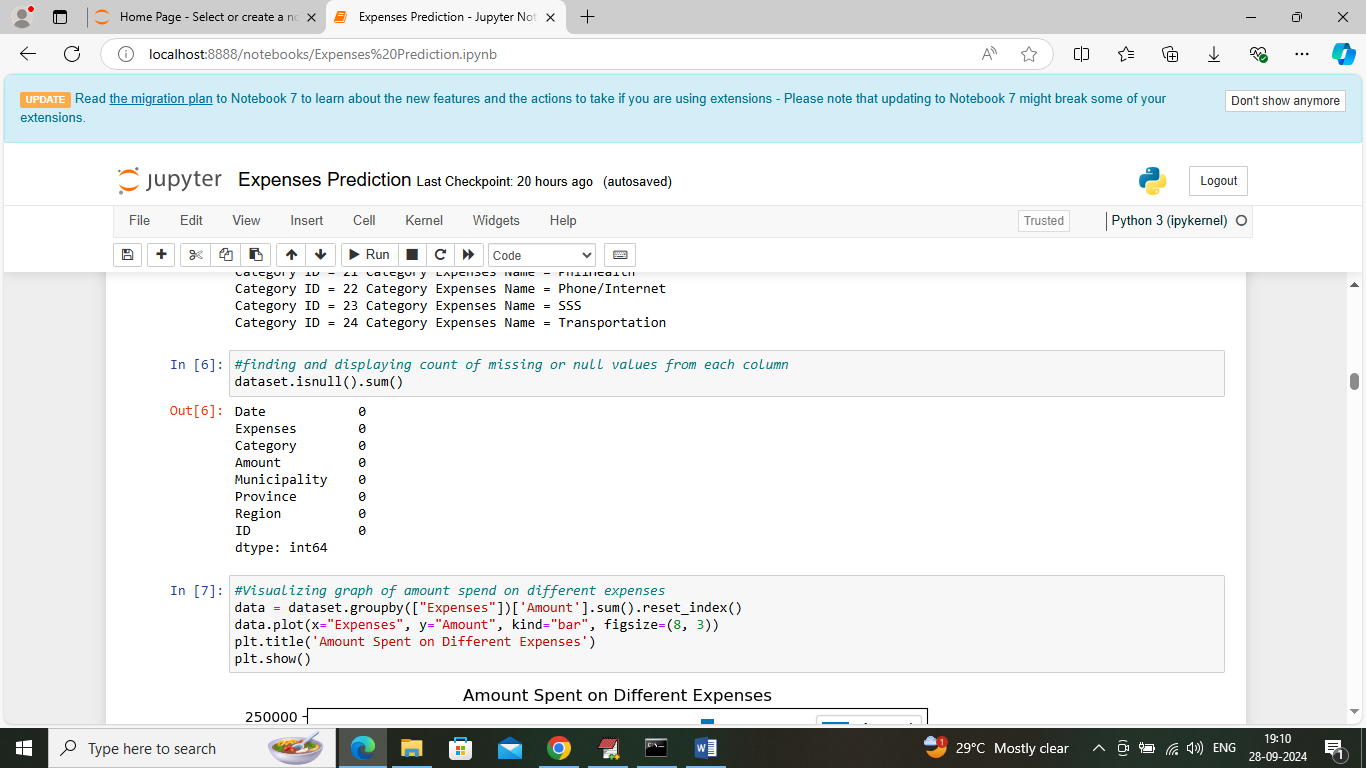 Home Page - Select or create a no
Expenses Prediction - Jupyter Not
localhost:8888/notebooks/Expenses%20Prediction.ipynb
UPDATE Read the migration plan to Notebook 7 to learn about the new features and the actions to take if you are using extensions - Please note that updating to Notebook 7 might break some of your
extensions.
Don't show anymore
jupyter Expenses Prediction Last Checkpoint: 20 hours ago (autosaved)
Logout
File Edit View Insert Cell Kernel Widgets Help
Trusted
Python 3 (ipykernel)
Run
Code
Category ID = 21 Category Expenses Name = Philhealth
Category ID = 22 Category Expenses Name = Phone/Internet
Category ID = 23 Category Expenses Name = SSS
Category ID = 24 Category Expenses Name = Transportation
In [6]: #finding and displaying count of missing or null values from each column
dataset.isnull().sum()
Out[6]: Date 0
Expenses 0
Category 0
Amount 0
Municipality 0
Province 0
Region 0
ID 0
dtype: int64
In [7]: #Visualizing graph of amount spend on different expenses
data = dataset.groupby(["Expenses"])['Amount'].sum().reset_index()
data.plot(x="Expenses", y="Amount", kind="bar", figsize=(8, 3))
plt.title('Amount Spent on Different Expenses')
plt.show()
Amount Spent on Different Expenses
250000
Type here to search
1
29°C Mostly clear
ENG
19:10
28-09-2024
1